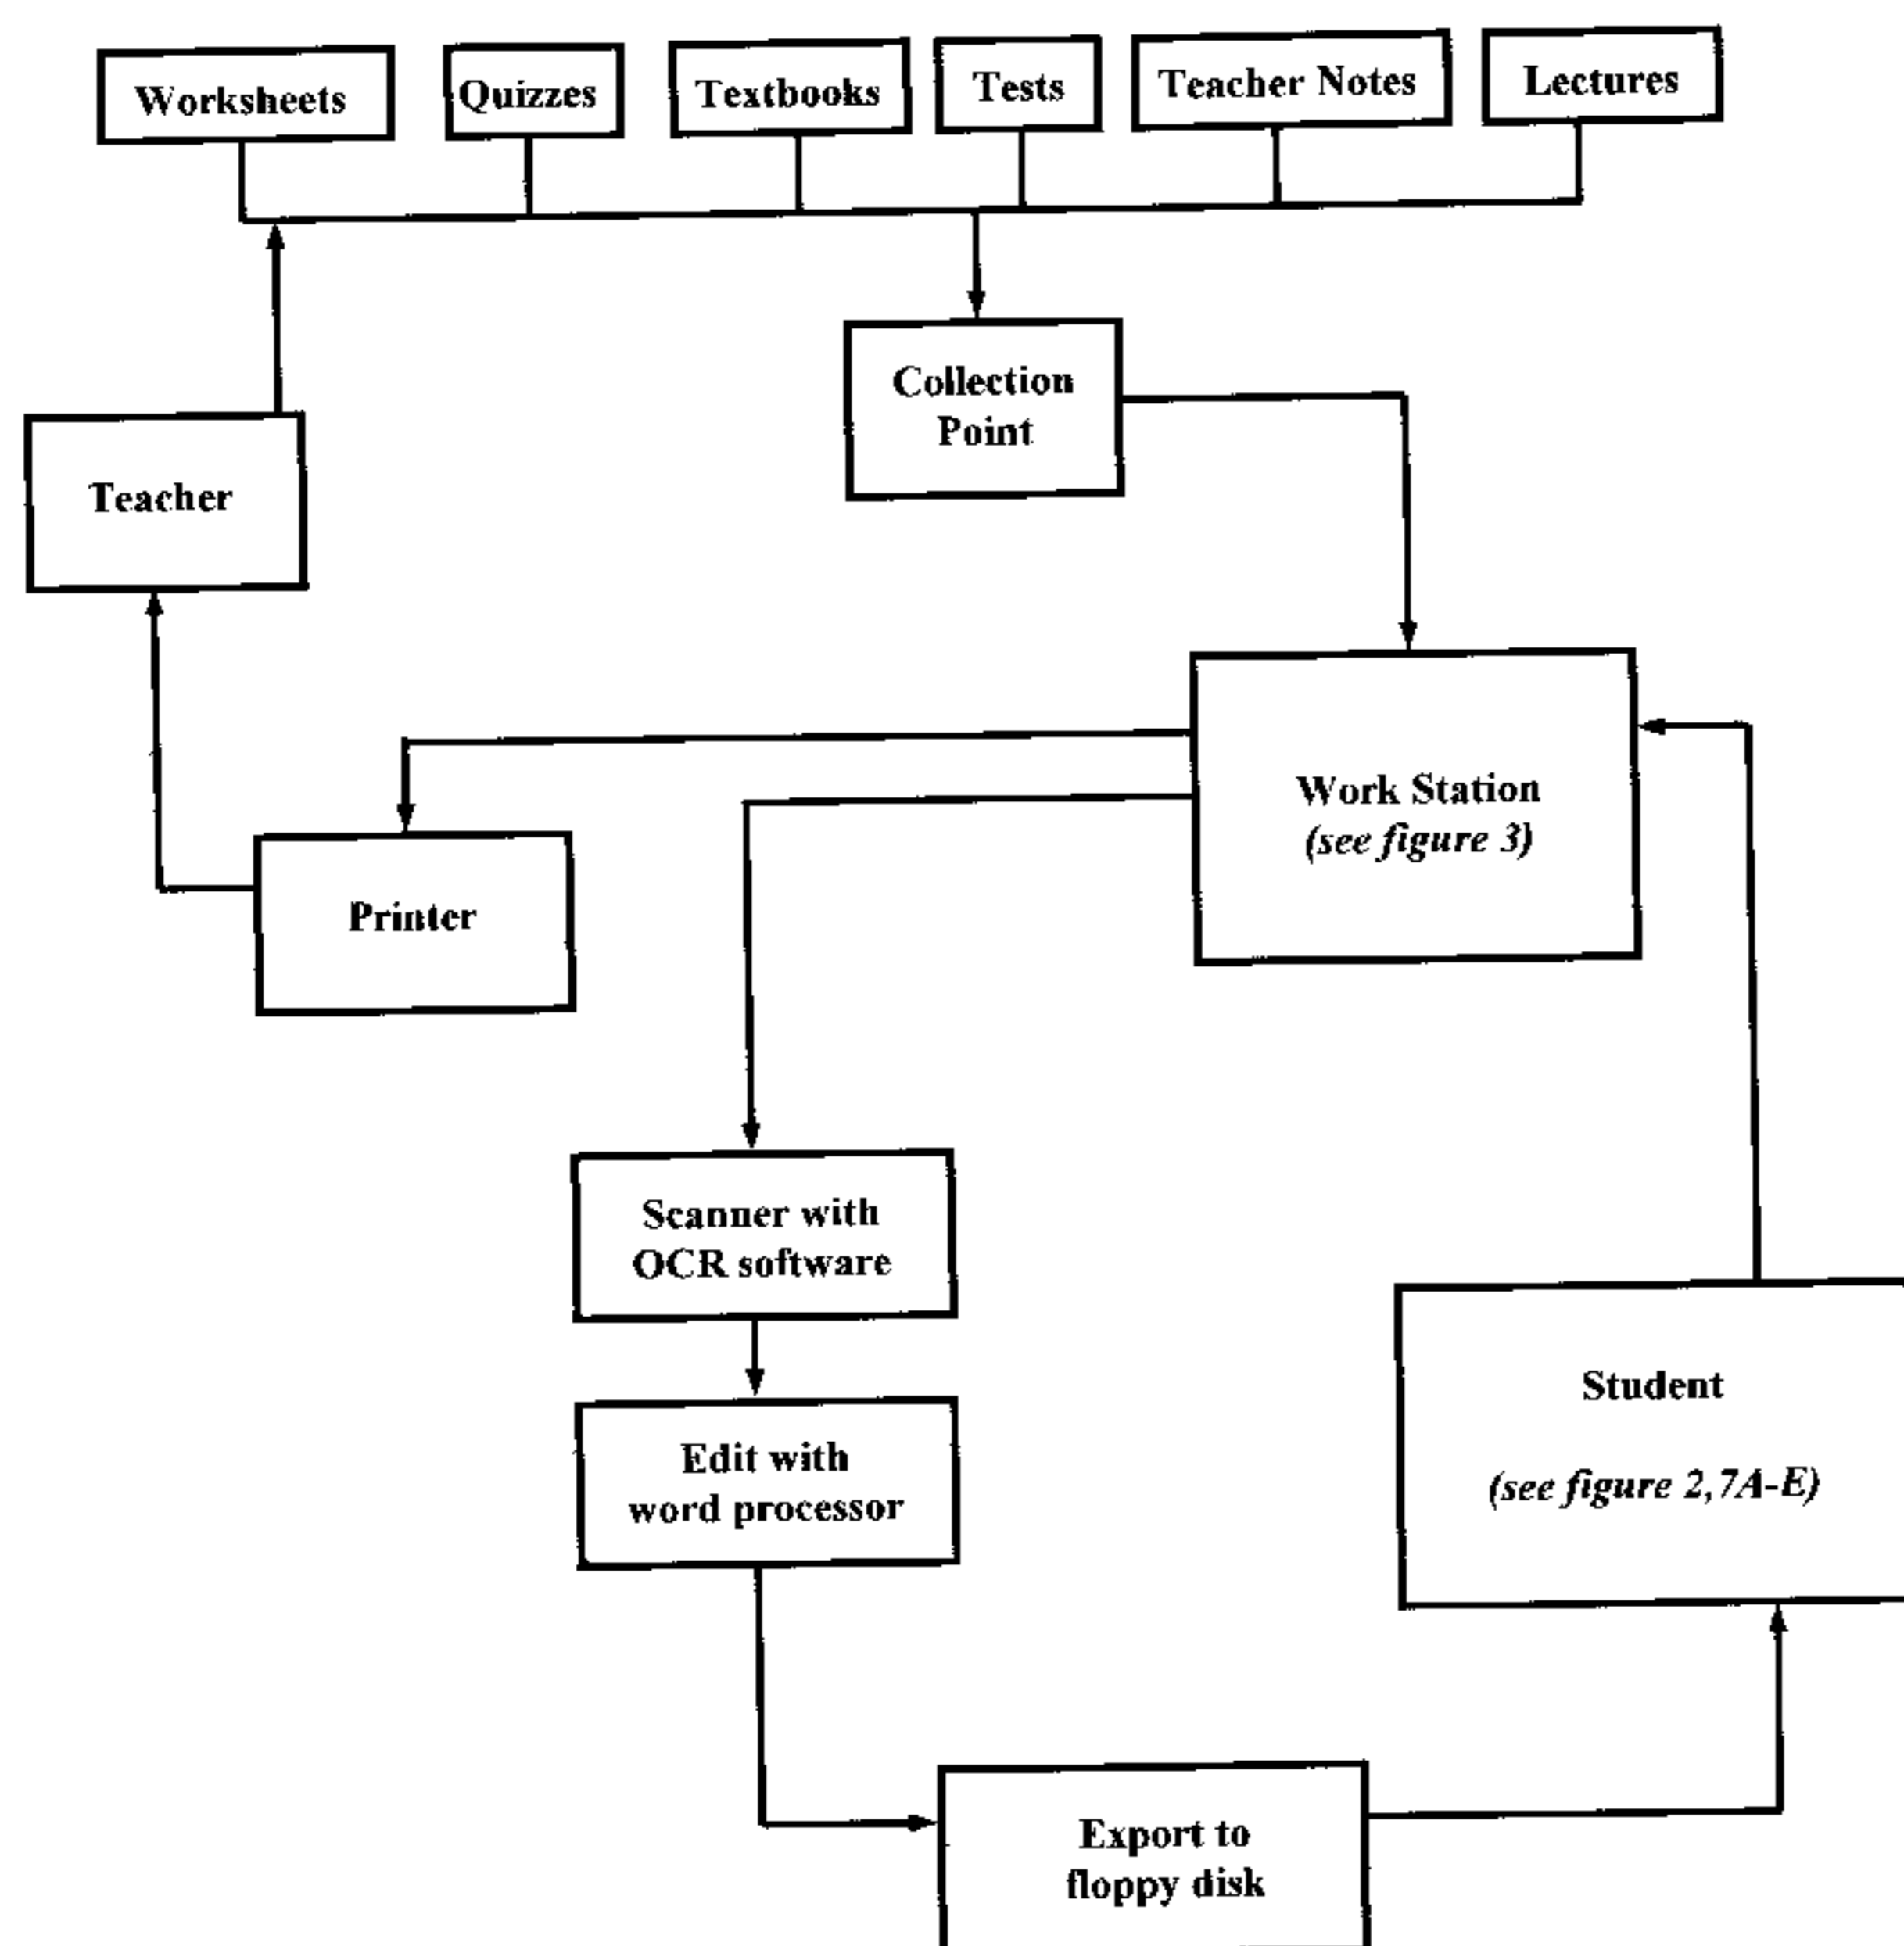 Worksheets
Quizzes
Textbooks
Tests
Teacher Notes
Lectures
Collection
Point
Teacher
Work Station
(see figure 3)
Printer
Scanner with
OCR software
Student
(see figure 2,7A-E)
Edit with
word processor
Export to
floppy disk